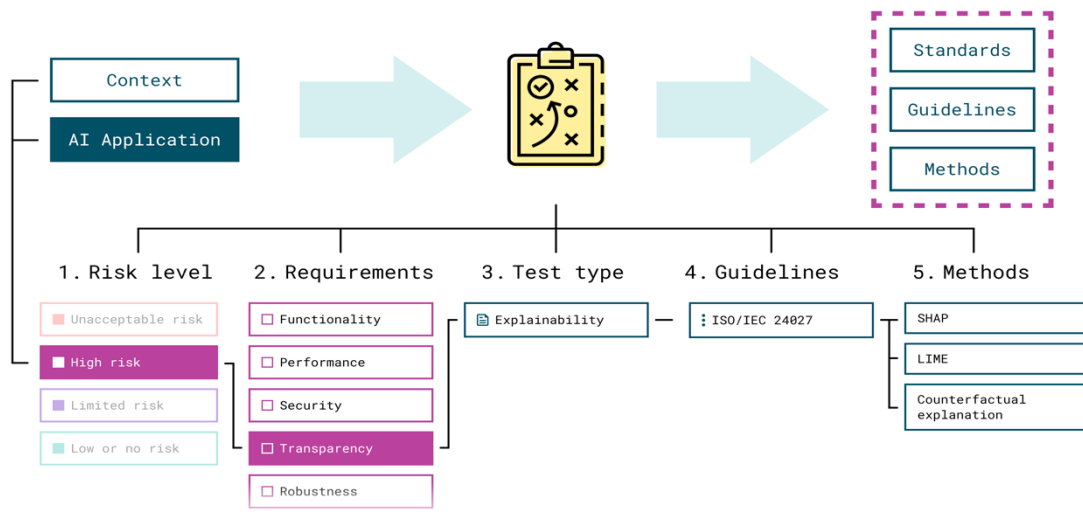 Context
AI Application
Standards
Guidelines
Methods
1. Risk level
2. Requirements
3. Test type
4. Guidelines
5. Methods
Unacceptable risk
High risk
Limited risk
Low or no risk
Functionality
Performance
Security
Transparency
Robustness
Explainability
ISO/IEC 24027
SHAP
LIME
Counterfactual
explanation